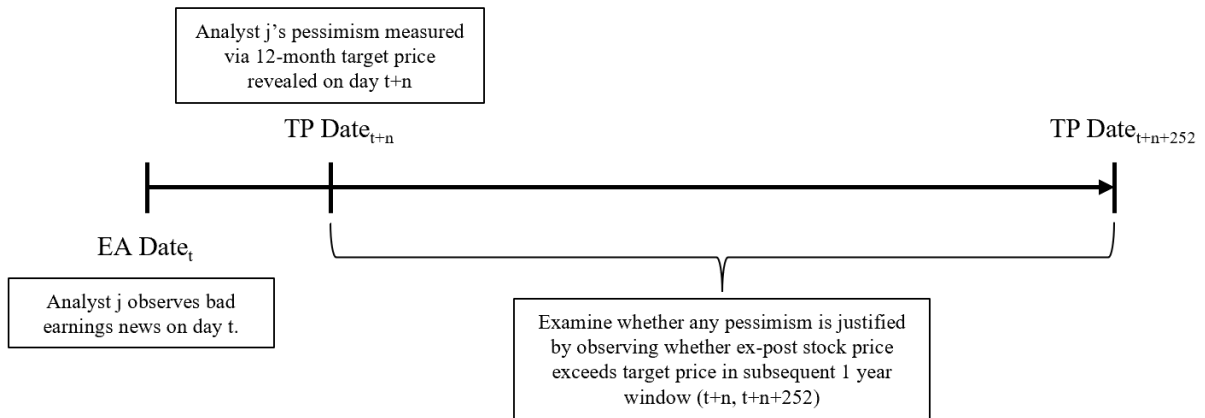 Analyst j’s pessimism measured
via 12-month target price
revealed on day t+n
TP Date_{t+n}
TP Date_{t+n+252}
EA Date_t
Analyst j observes bad
earnings news on day t.
Examine whether any pessimism is justified
by observing whether ex-post stock price
exceeds target price in subsequent 1 year
window (t+n, t+n+252)